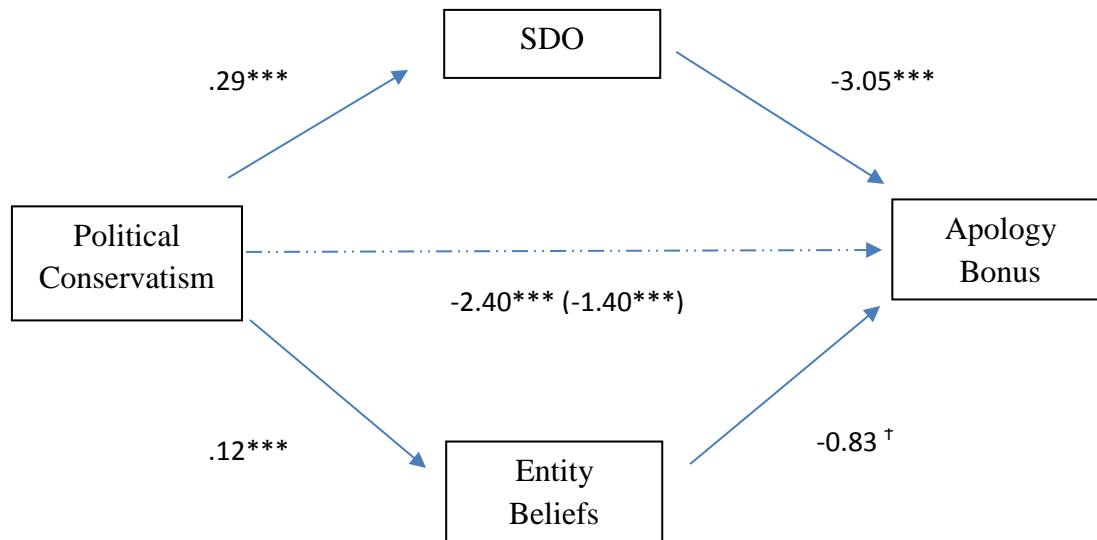 SDO
.29***
-3.05***
Political
Conservatism
Apology
Bonus
-2.40*** (-1.40***)
.12***
-0.83 †
Entity
Beliefs